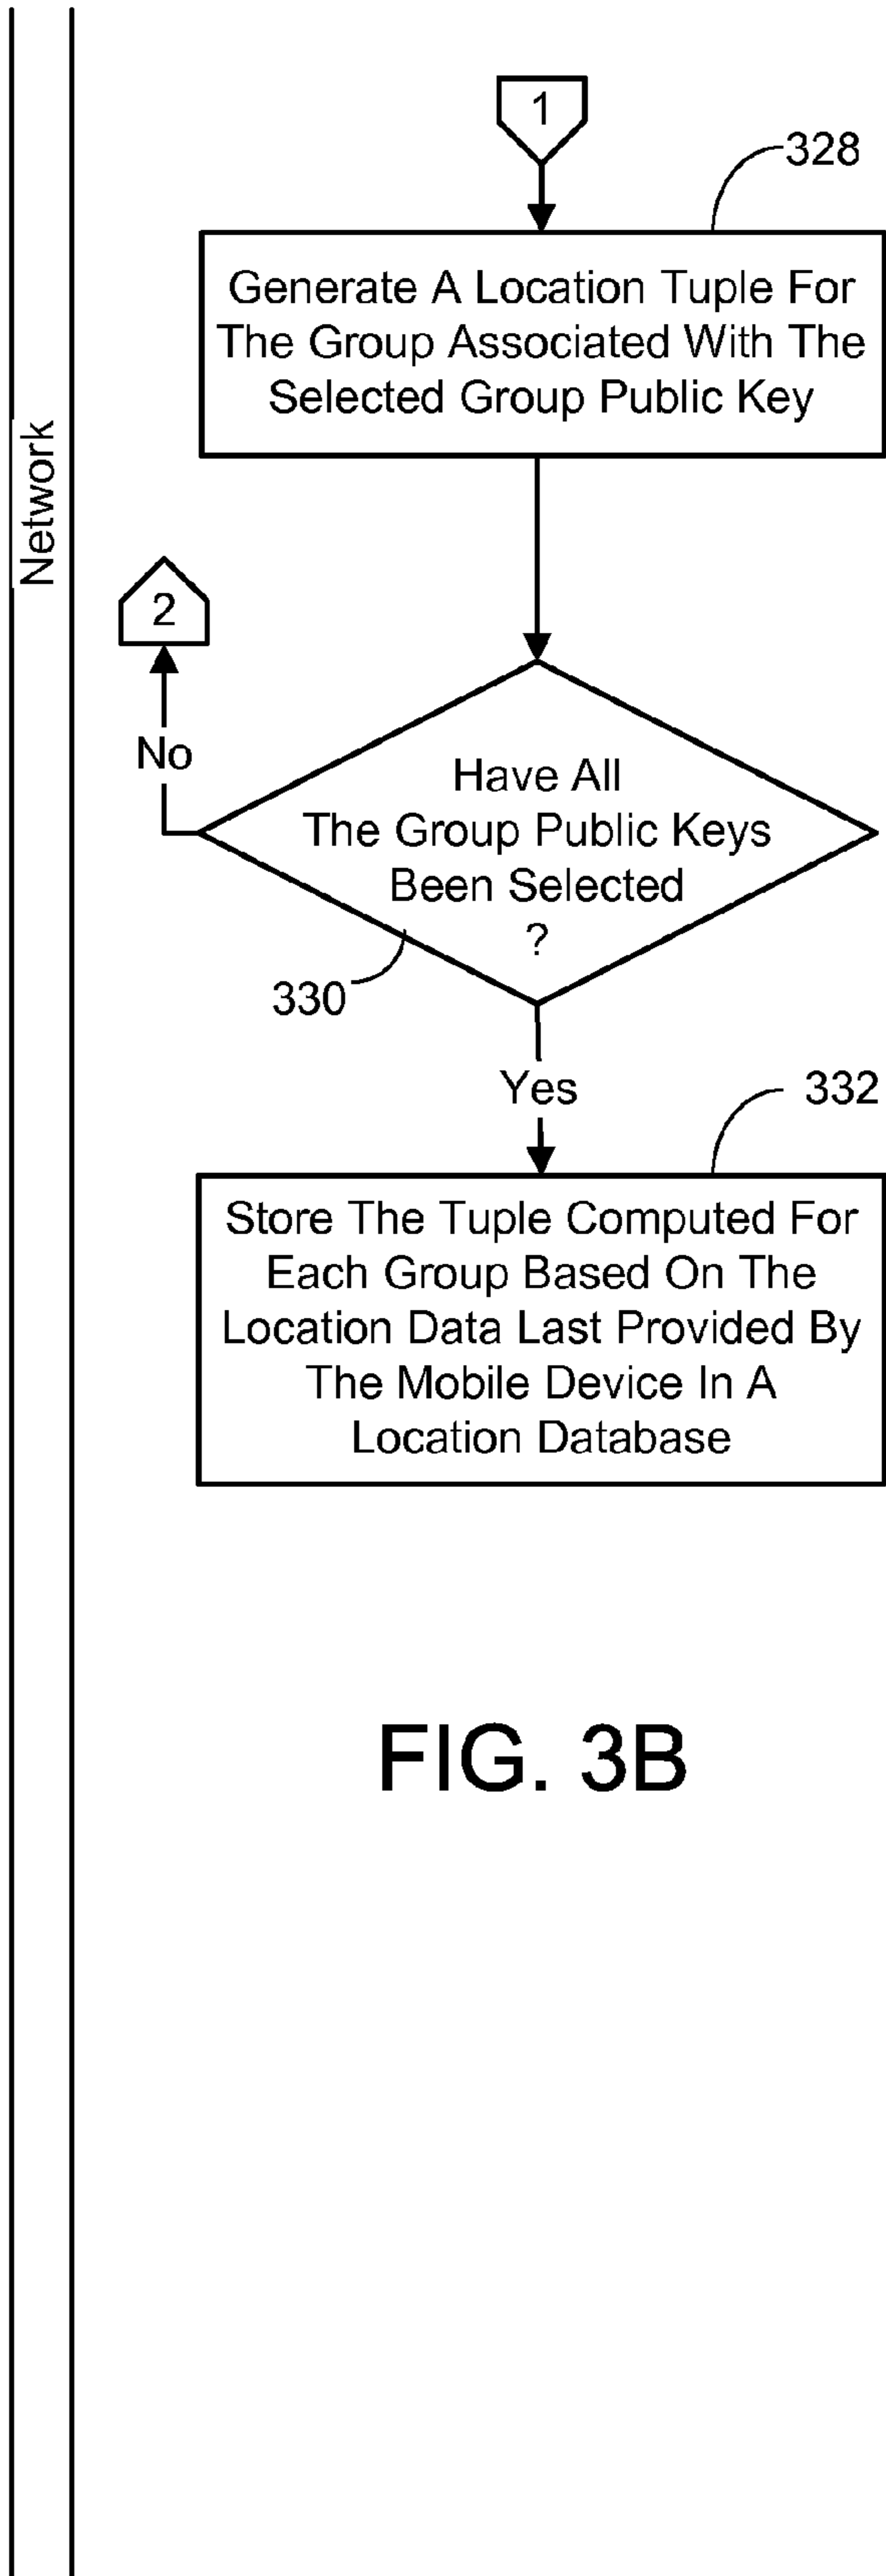 1
328
Generate A Location Tuple For
The Group Associated With The
Selected Group Public Key
Network
2
No
Have All
The Group Public Keys
Been Selected
?
330
Yes
332
Store The Tuple Computed For
Each Group Based On The
Location Data Last Provided By
The Mobile Device In A
Location Database
FIG. 3B